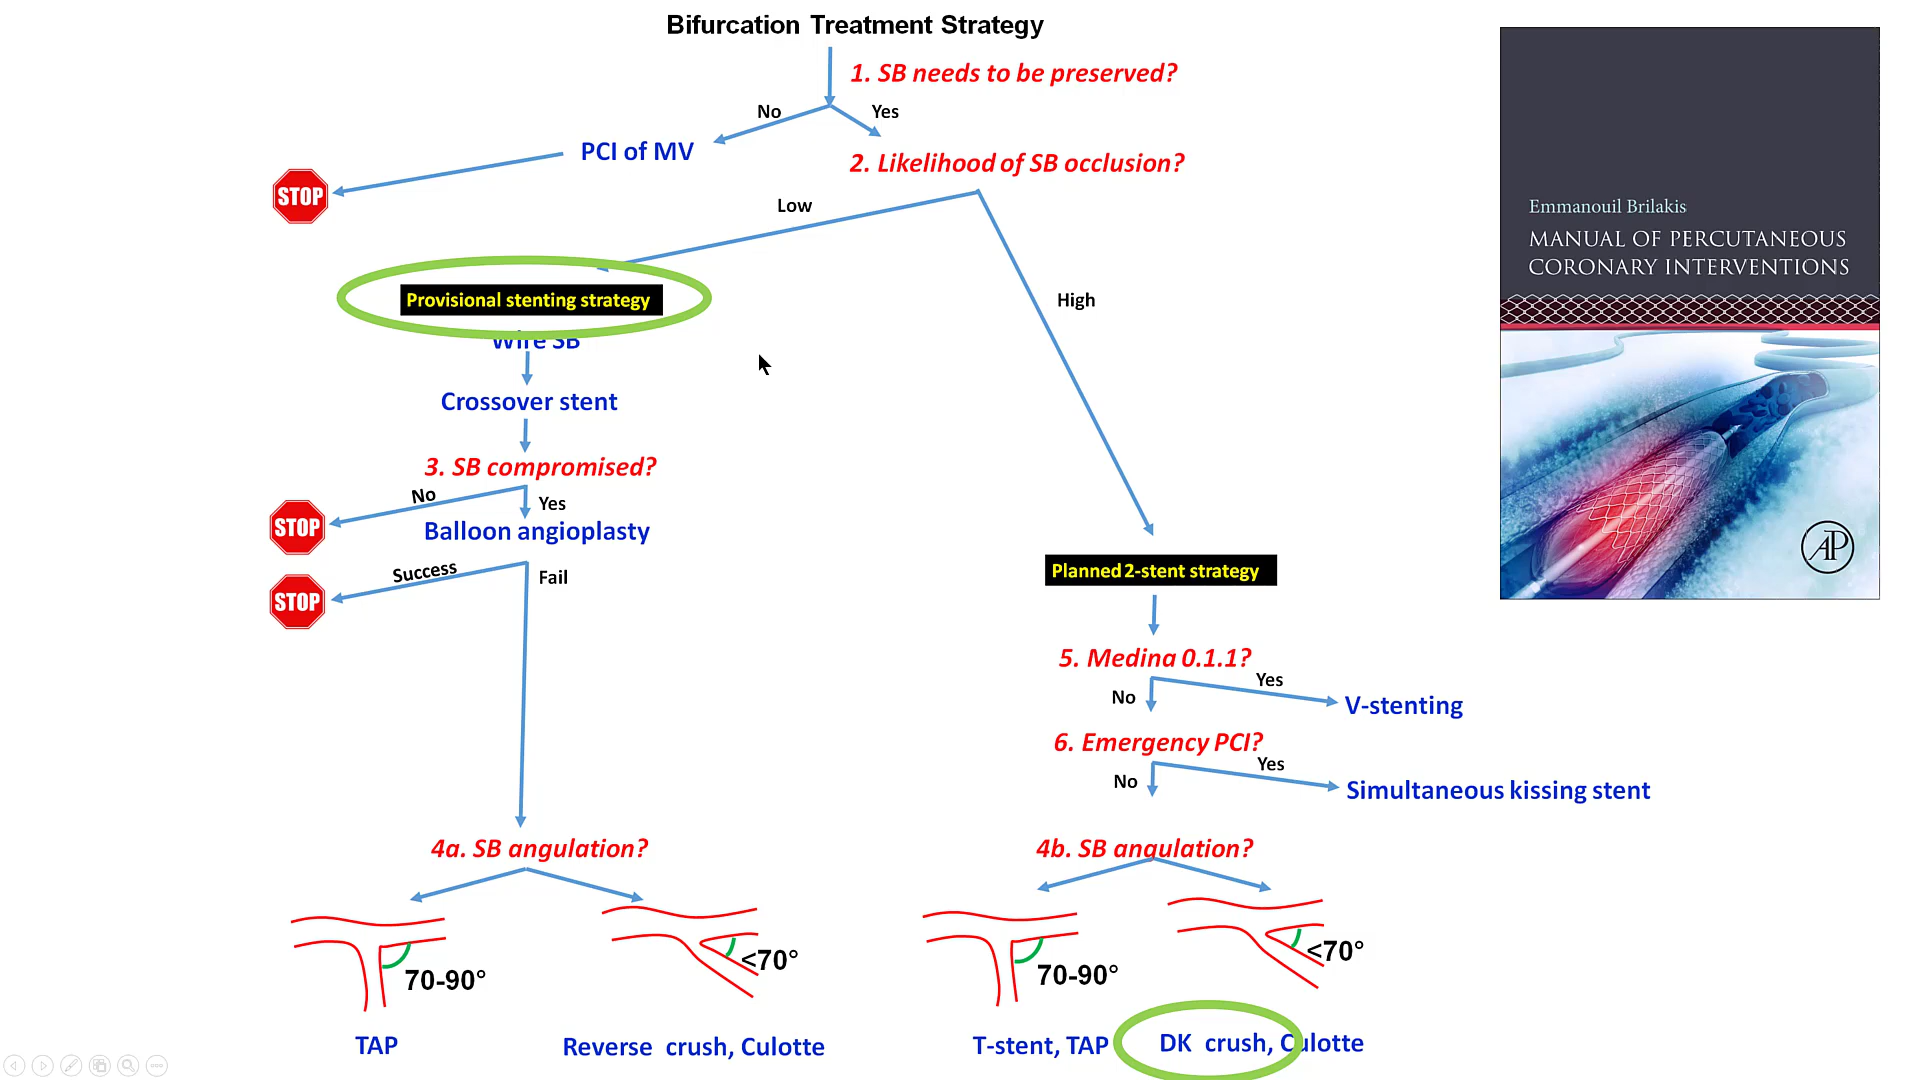 Bifurcation Treatment Strategy
1. SB needs to be preserved?
No
Yes
PCI of MV
2. Likelihood of SB occlusion?
STOP
Low
High
Provisional stenting strategy
Wire SB
Crossover stent
3. SB compromised?
No
Yes
STOP
Balloon angioplasty
Success
Fail
STOP
Planned 2-stent strategy
5. Medina 0.1.1?
Yes
No
V-stenting
6. Emergency PCI?
Yes
No
Simultaneous kissing stent
4a. SB angulation?
4b. SB angulation?
70-90°
<70°
70-90°
<70°
TAP
Reverse crush, Culotte
T-stent, TAP
DK crush, Culotte
Emmanouil Brilakis
MANUAL OF PERCUTANEOUS
CORONARY INTERVENTIONS
AP